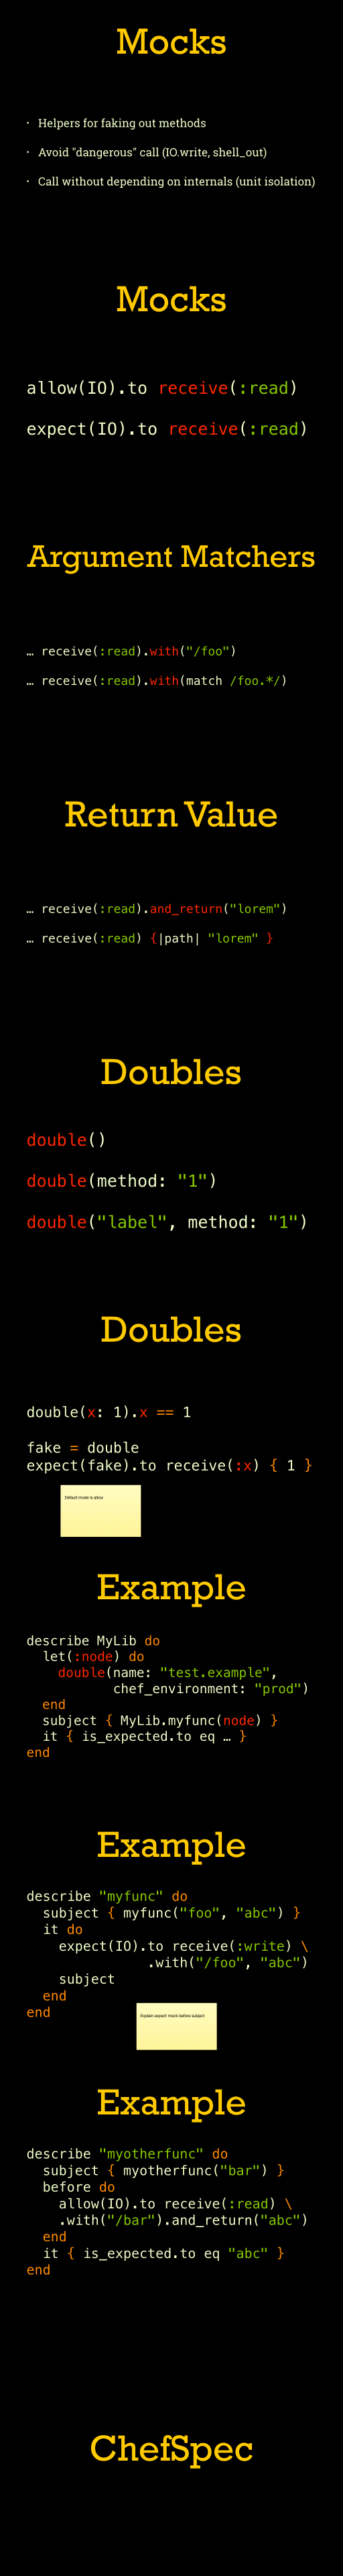 Mocks
· Helpers for faking out methods
· Avoid "dangerous" call (IO.write, shell_out)
· Call without depending on internals (unit isolation)
Mocks
allow(IO).to receive(:read)
expect(IO).to receive(:read)
Argument Matchers
… receive(:read).with("/foo")
… receive(:read).with(match /foo.*/)
Return Value
… receive(:read).and_return("lorem")
… receive(:read) {|path| "lorem" }
Doubles
double()
double(method: "1")
double("label", method: "1")
Doubles
double(x: 1).x == 1
fake = double
expect(fake).to receive(:x) { 1 }
Default mode is allow
Example
describe MyLib do
  let(:node) do
    double(name: "test.example",
           chef_environment: "prod")
  end
  subject { MyLib.myfunc(node) }
  it { is_expected.to eq … }
end
Example
describe "myfunc" do
  subject { myfunc("foo", "abc") }
  it do
    expect(IO).to receive(:write) \
               .with("/foo", "abc")
    subject
  end
end
Explain expect mock before subject
Example
describe "myotherfunc" do
  subject { myotherfunc("bar") }
  before do
    allow(IO).to receive(:read) \
    .with("/bar").and_return("abc")
  end
  it { is_expected.to eq "abc" }
end
ChefSpec